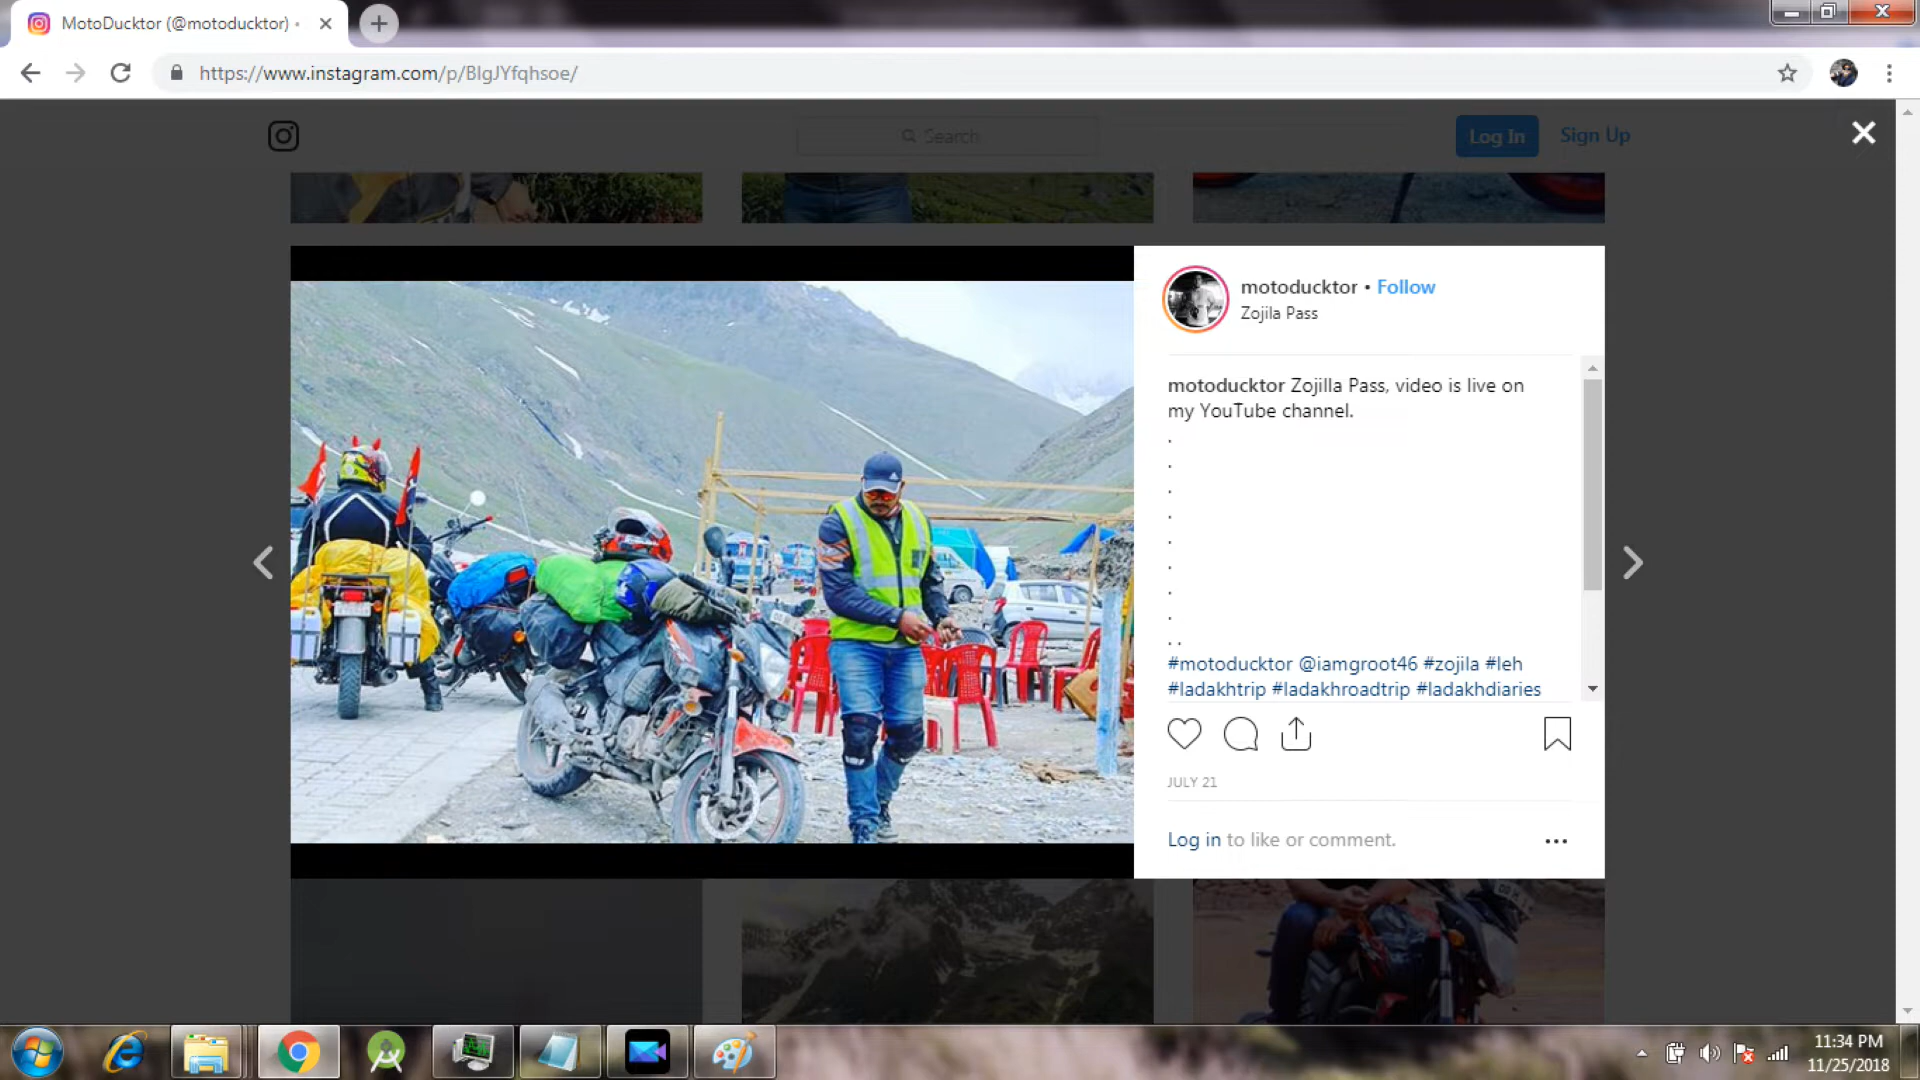 MotoDucktor (@motoducktor) •
https://www.instagram.com/p/BlgJYfqhsoe/
Search
Log In
Sign Up
motoducktor • Follow
Zojila Pass
motoducktor Zojilla Pass, video is live on
my YouTube channel.
.
.
.
.
.
.
.
.
. .
#motoducktor @iamgroot46 #zojila #leh
#ladakhtrip #ladakhroadtrip #ladakhdiaries
JULY 21
Log in to like or comment.
11:34 PM
11/25/2018